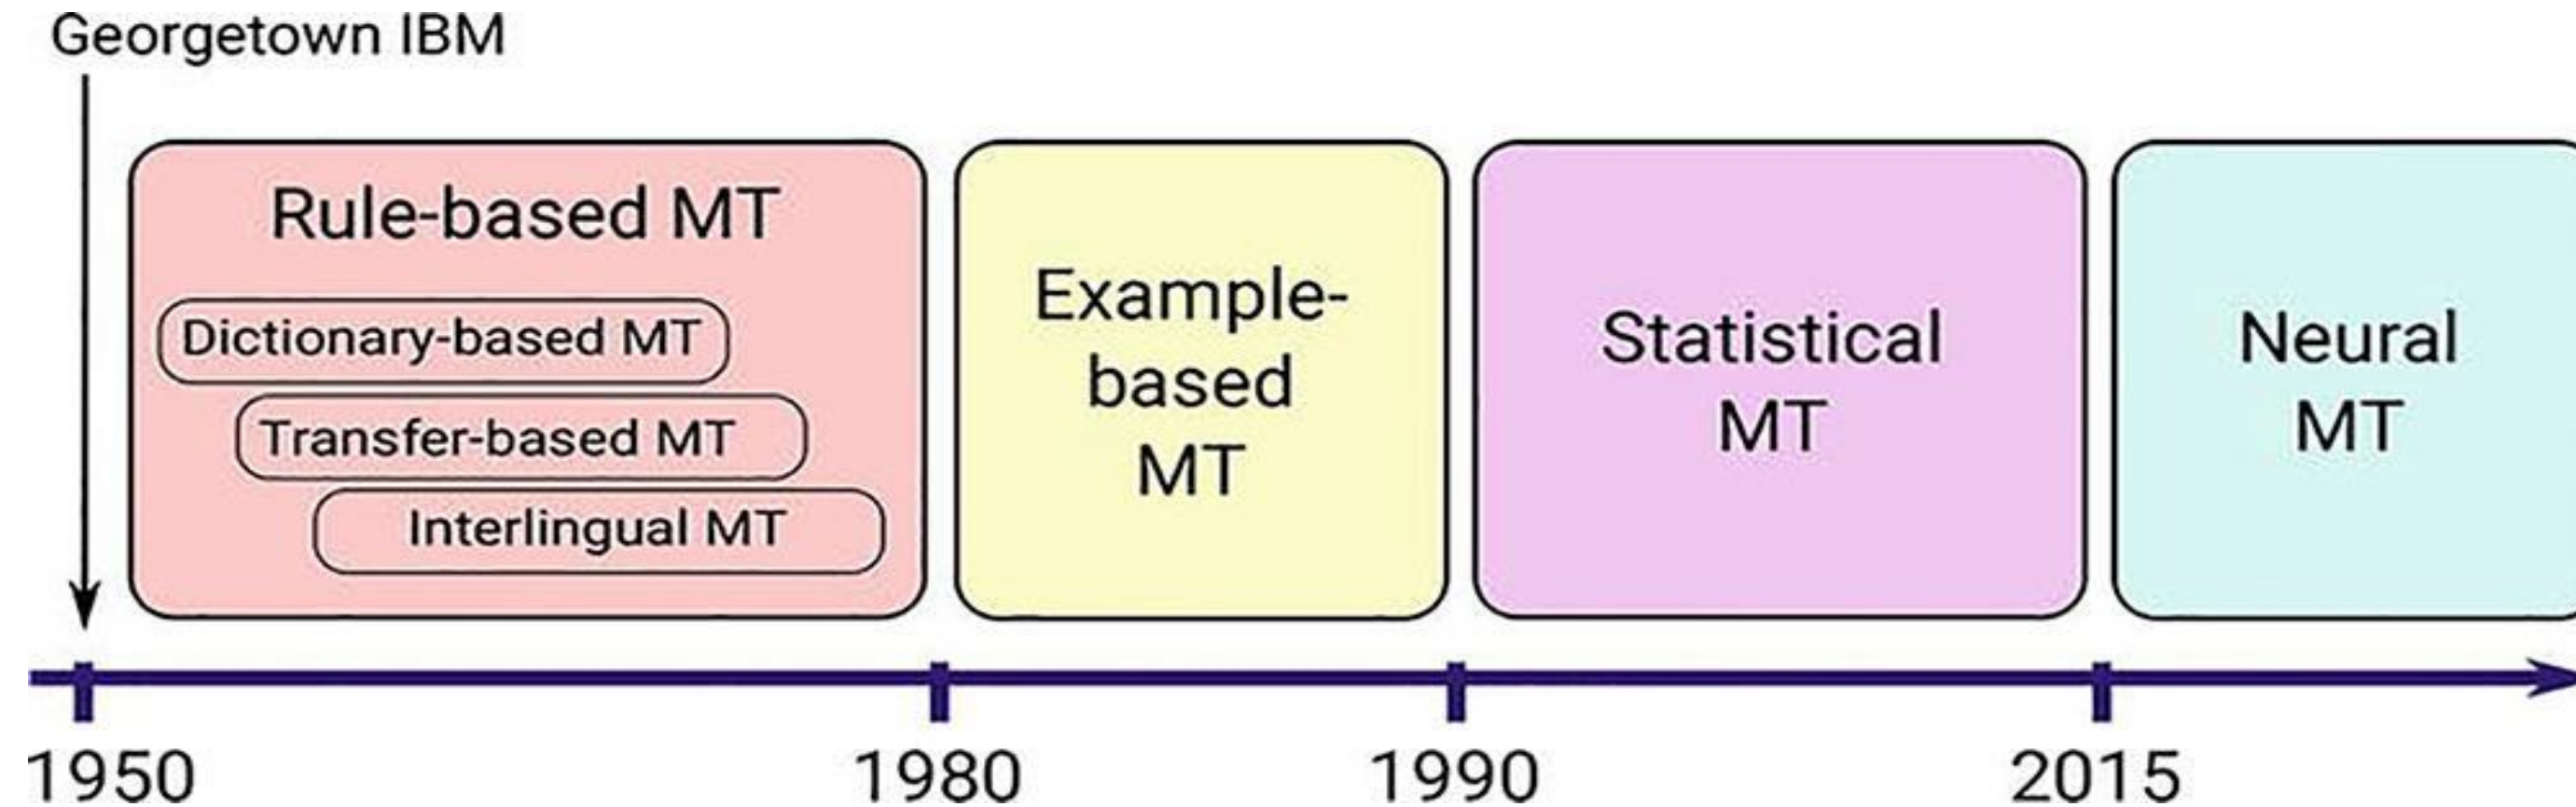 Georgetown IBM
Rule-based MT
Dictionary-based MT
Transfer-based MT
Interlingual MT
Example-
based
MT
Statistical
MT
Neural
MT
1950
1980
1990
2015